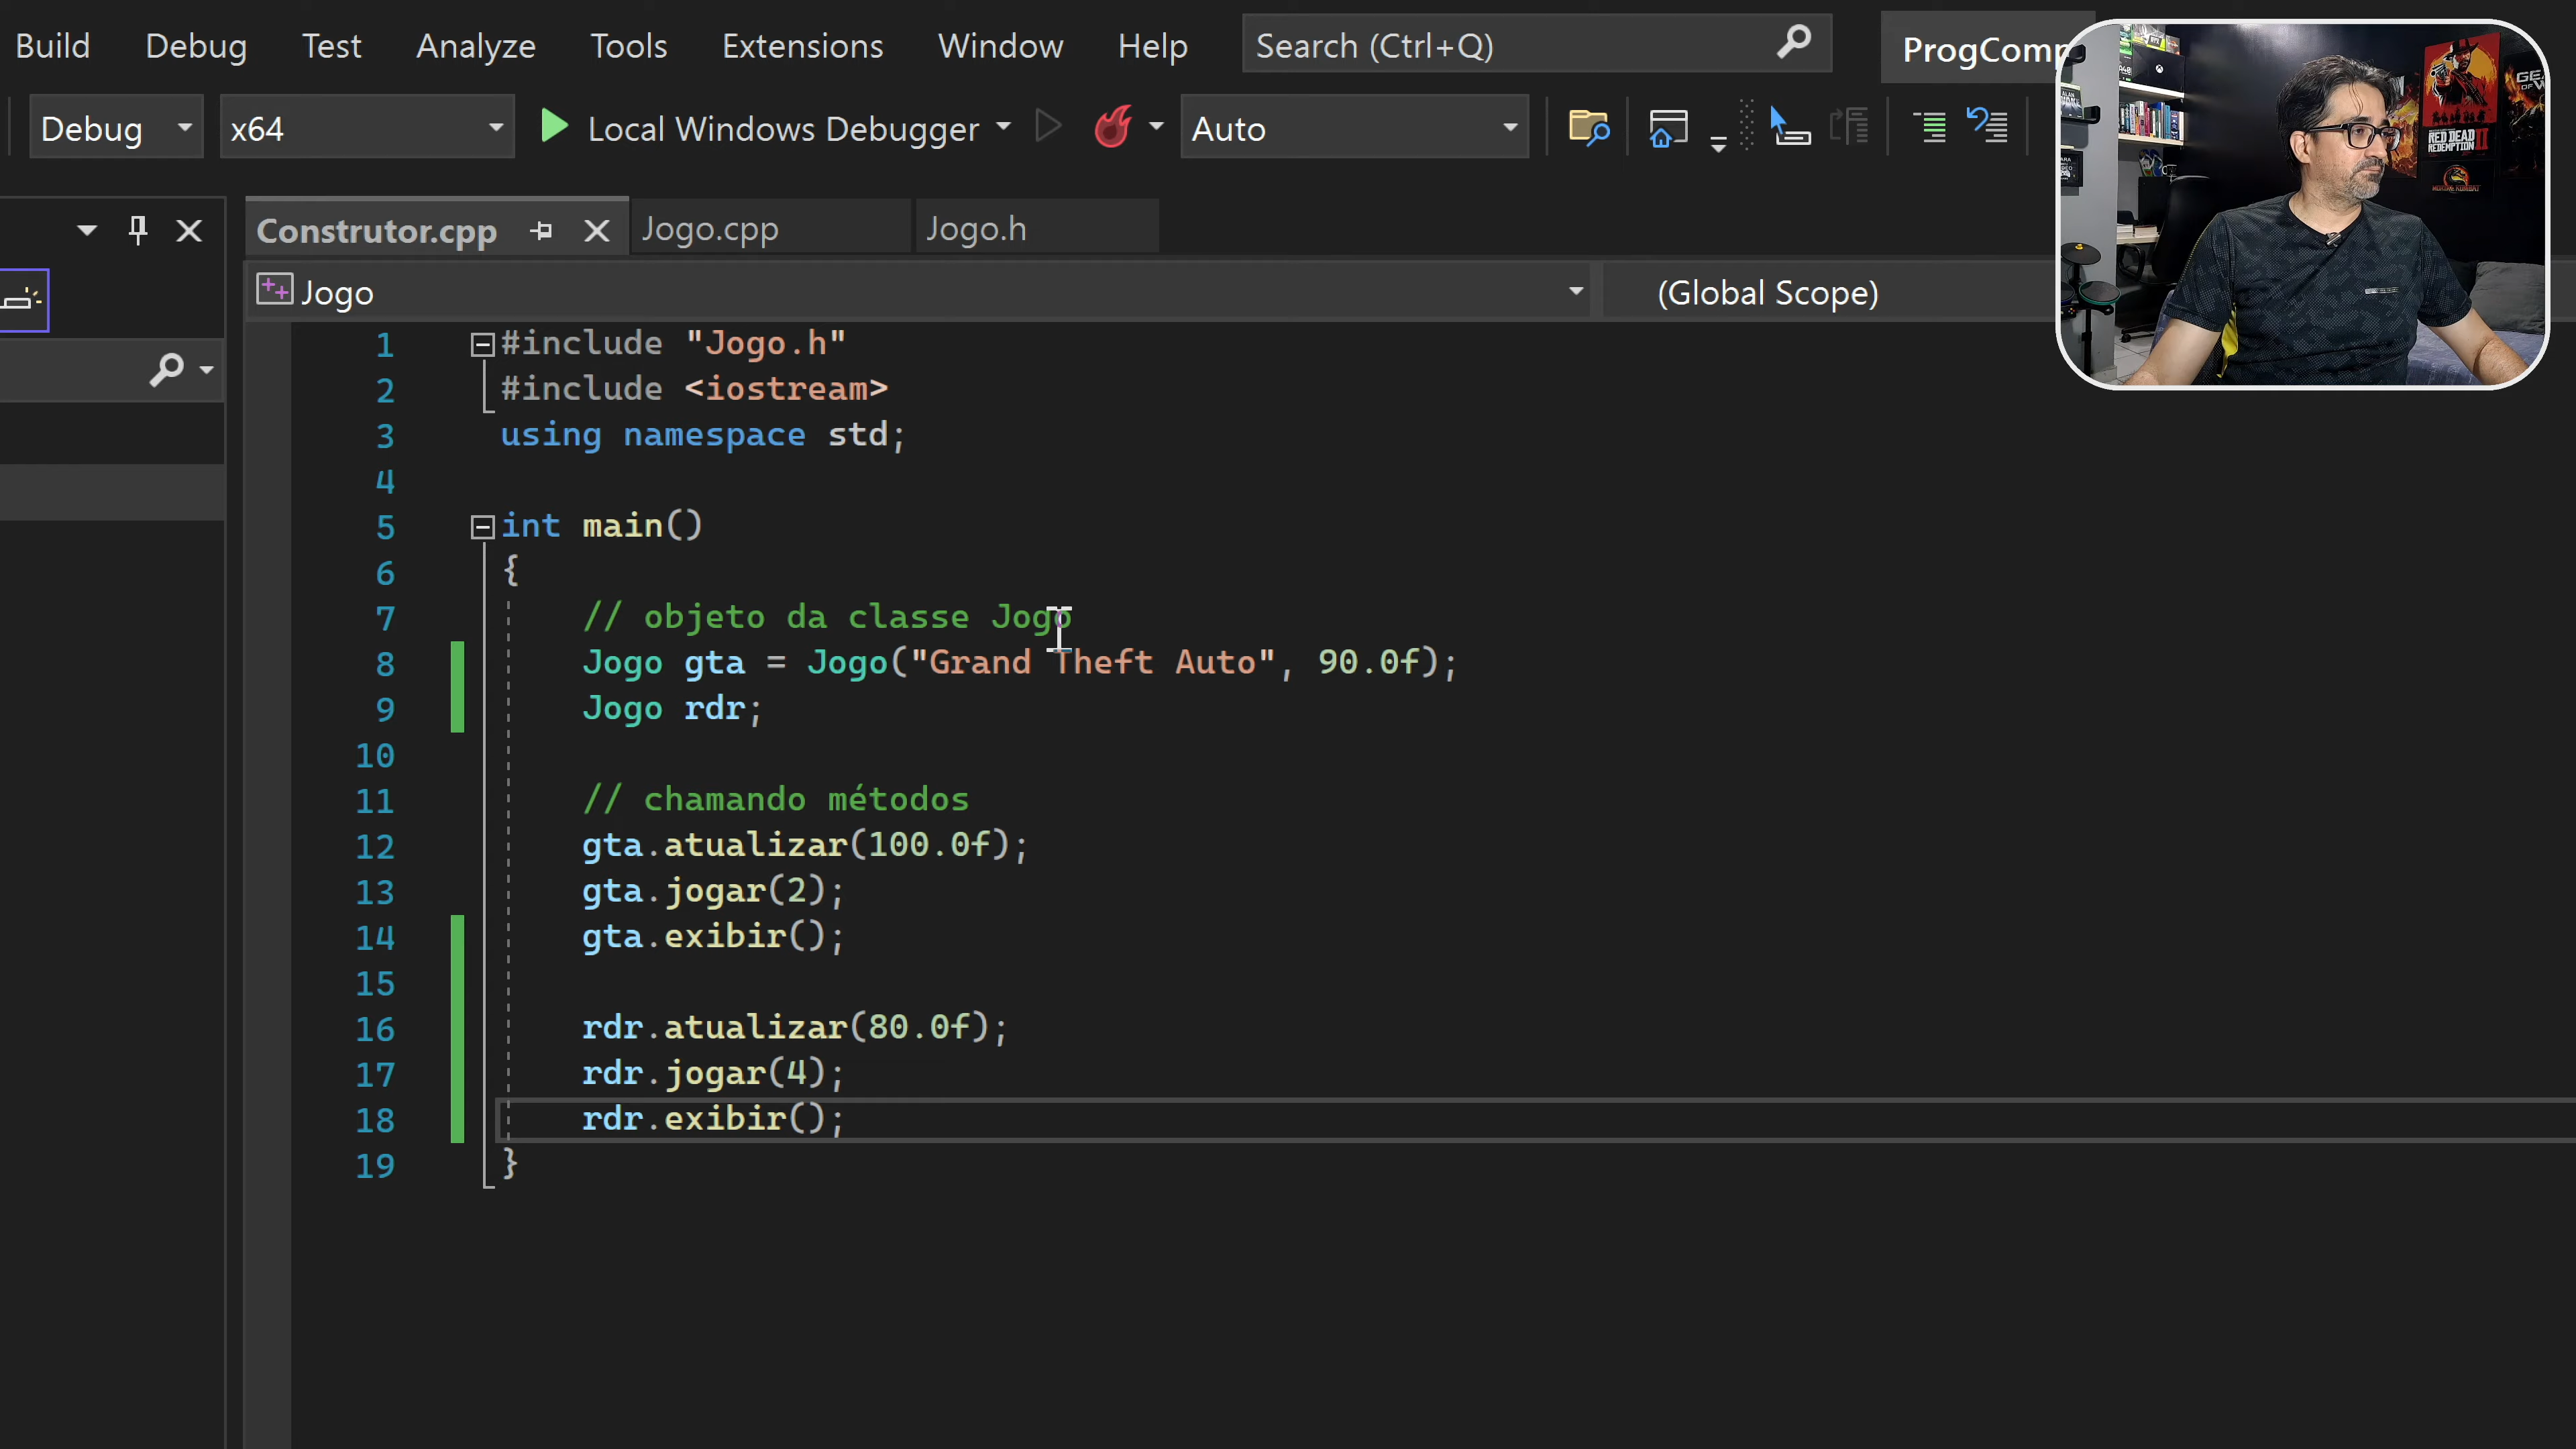 Build Debug Test Analyze Tools Extensions Window Help Search (Ctrl+Q) ProgComp
Debug x64 Local Windows Debugger Auto
Construtor.cpp Jogo.cpp Jogo.h
Jogo (Global Scope)
1 #include "Jogo.h"
2 #include <iostream>
3 using namespace std;
4
5 int main()
6 {
7 // objeto da classe Jogo
8 Jogo gta = Jogo("Grand Theft Auto", 90.0f);
9 Jogo rdr;
10
11 // chamando métodos
12 gta.atualizar(100.0f);
13 gta.jogar(2);
14 gta.exibir();
15
16 rdr.atualizar(80.0f);
17 rdr.jogar(4);
18 rdr.exibir();
19 }
RED DEAD
REDEMPTION II